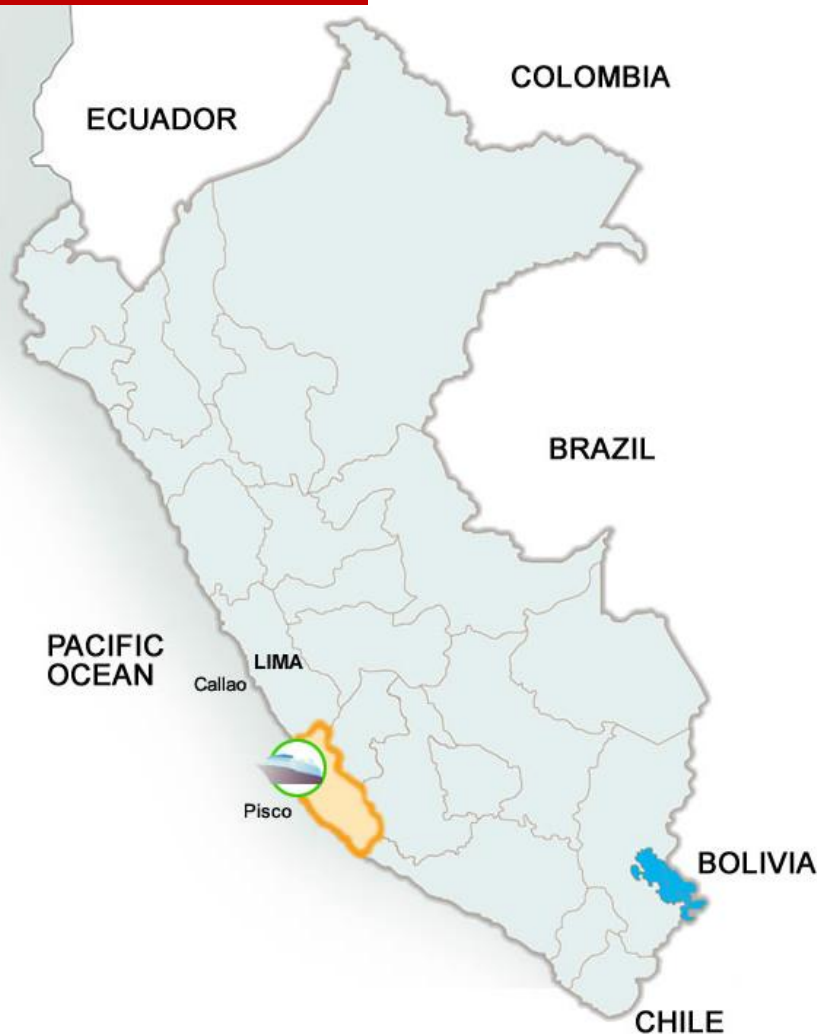 COLOMBIA
ECUADOR
BRAZIL
PACIFIC
OCEAN
LIMA
Callao
Pisco
BOLIVIA
CHILE